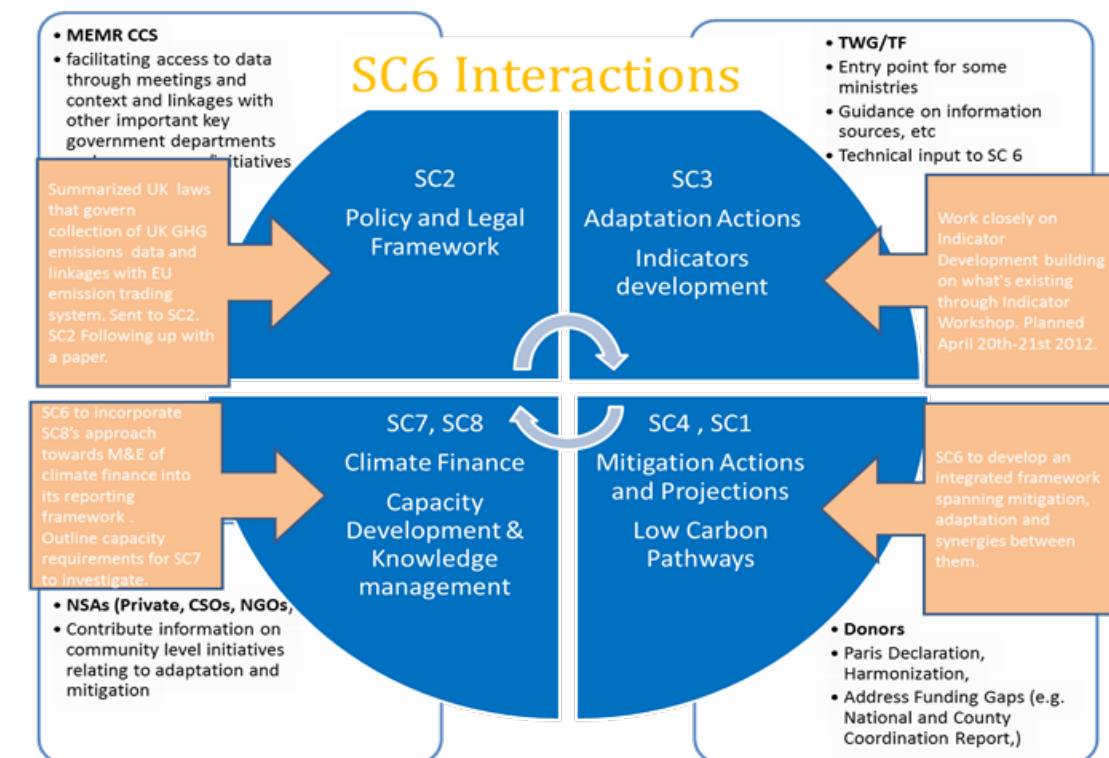 SC6 Interactions
• MEMR CCS
• facilitating access to data
through meetings and
context and linkages with
other important key
government departments
• TWG/TF
• Entry point for some
ministries
• Guidance on information
sources, etc
• Technical input to SC 6
Summarized UK laws
that govern
collection of UK GHG
emissions data and
linkages with EU
emission trading
system. Sent to SC2.
SC2 Following up with
a paper.
SC2
Policy and Legal
Framework
SC3
Adaptation Actions
Indicators
development
Work closely on
Indicator
Development building
on what's existing
through Indicator
Workshop. Planned
April 20th-21st 2012.
SC6 to incorporate
SC8's approach
towards M&E of
climate finance into
its reporting
framework .
Outline capacity
requirements for SC7
to investigate.
SC7, SC8
Climate Finance
Capacity
Development &
Knowledge
management
SC4 , SC1
Mitigation Actions
and Projections
Low Carbon
Pathways
SC6 to develop an
integrated framework
spanning mitigation,
adaptation and
synergies between
them.
• NSAs (Private, CSOs, NGOs,
• Contribute information on
community level initiatives
relating to adaptation and
mitigation
• Donors
• Paris Declaration,
Harmonization,
• Address Funding Gaps (e.g.
National and County
Coordination Report,)